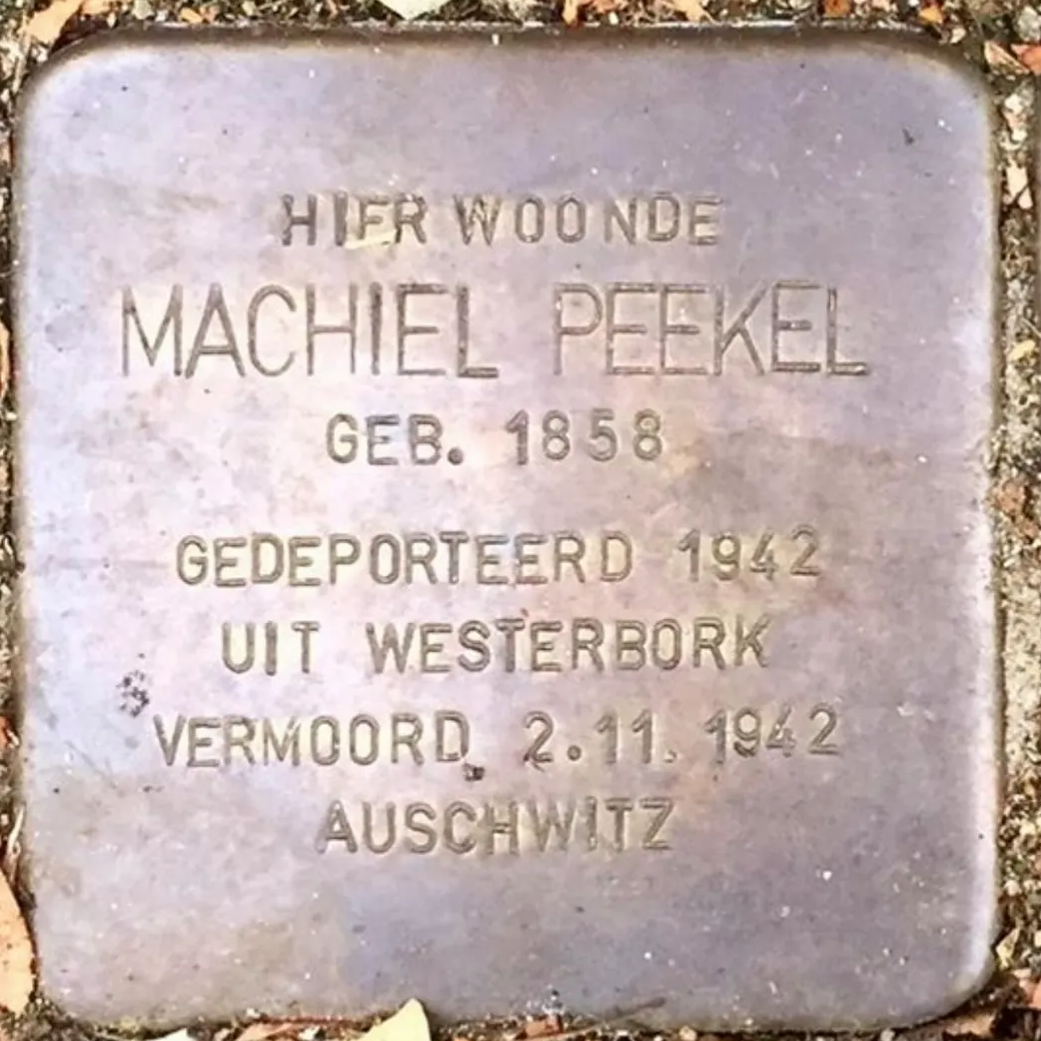 HIER WOONDE
MACHIEL PEEKEL
GEB. 1858
GEDEPORTEERD 1942
UIT WESTERBORK
VERMOORD 2.11.1942
AUSCHWITZ